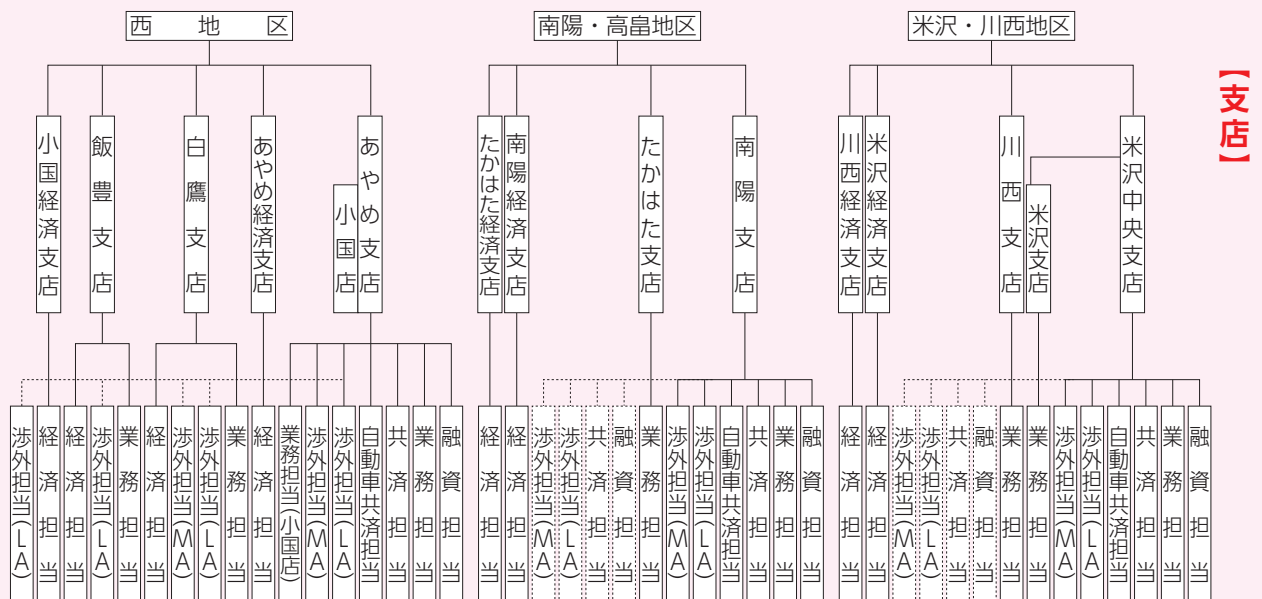 【支店】
米沢・川西地区
米沢中央支店
米沢支店
川西支店
米沢経済支店
川西経済支店
融資担当
業務担当
共済担当
自動車共済担当
渉外担当(LA)
渉外担当(MA)
業務担当
業務担当
融資担当
共済担当
渉外担当(LA)
渉外担当(MA)
経済担当
経済担当
南陽・高畠地区
南陽支店
たかはた支店
南陽経済支店
たかはた経済支店
融資担当
業務担当
共済担当
自動車共済担当
渉外担当(LA)
渉外担当(MA)
業務担当
融資担当
共済担当
渉外担当(LA)
渉外担当(MA)
経済担当
経済担当
西地区
あやめ支店
小国店
あやめ経済支店
白鷹支店
飯豊支店
小国経済支店
融資担当
業務担当
共済担当
自動車共済担当
渉外担当(LA)
渉外担当(MA)
業務担当(小国店)
経済担当
業務担当
渉外担当(LA)
渉外担当(MA)
経済担当
業務担当
渉外担当(LA)
経済担当
経済担当
渉外担当(LA)